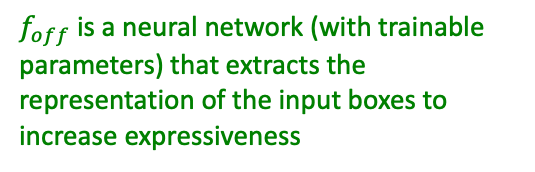 f_off is a neural network (with trainable
parameters) that extracts the
representation of the input boxes to
increase expressiveness